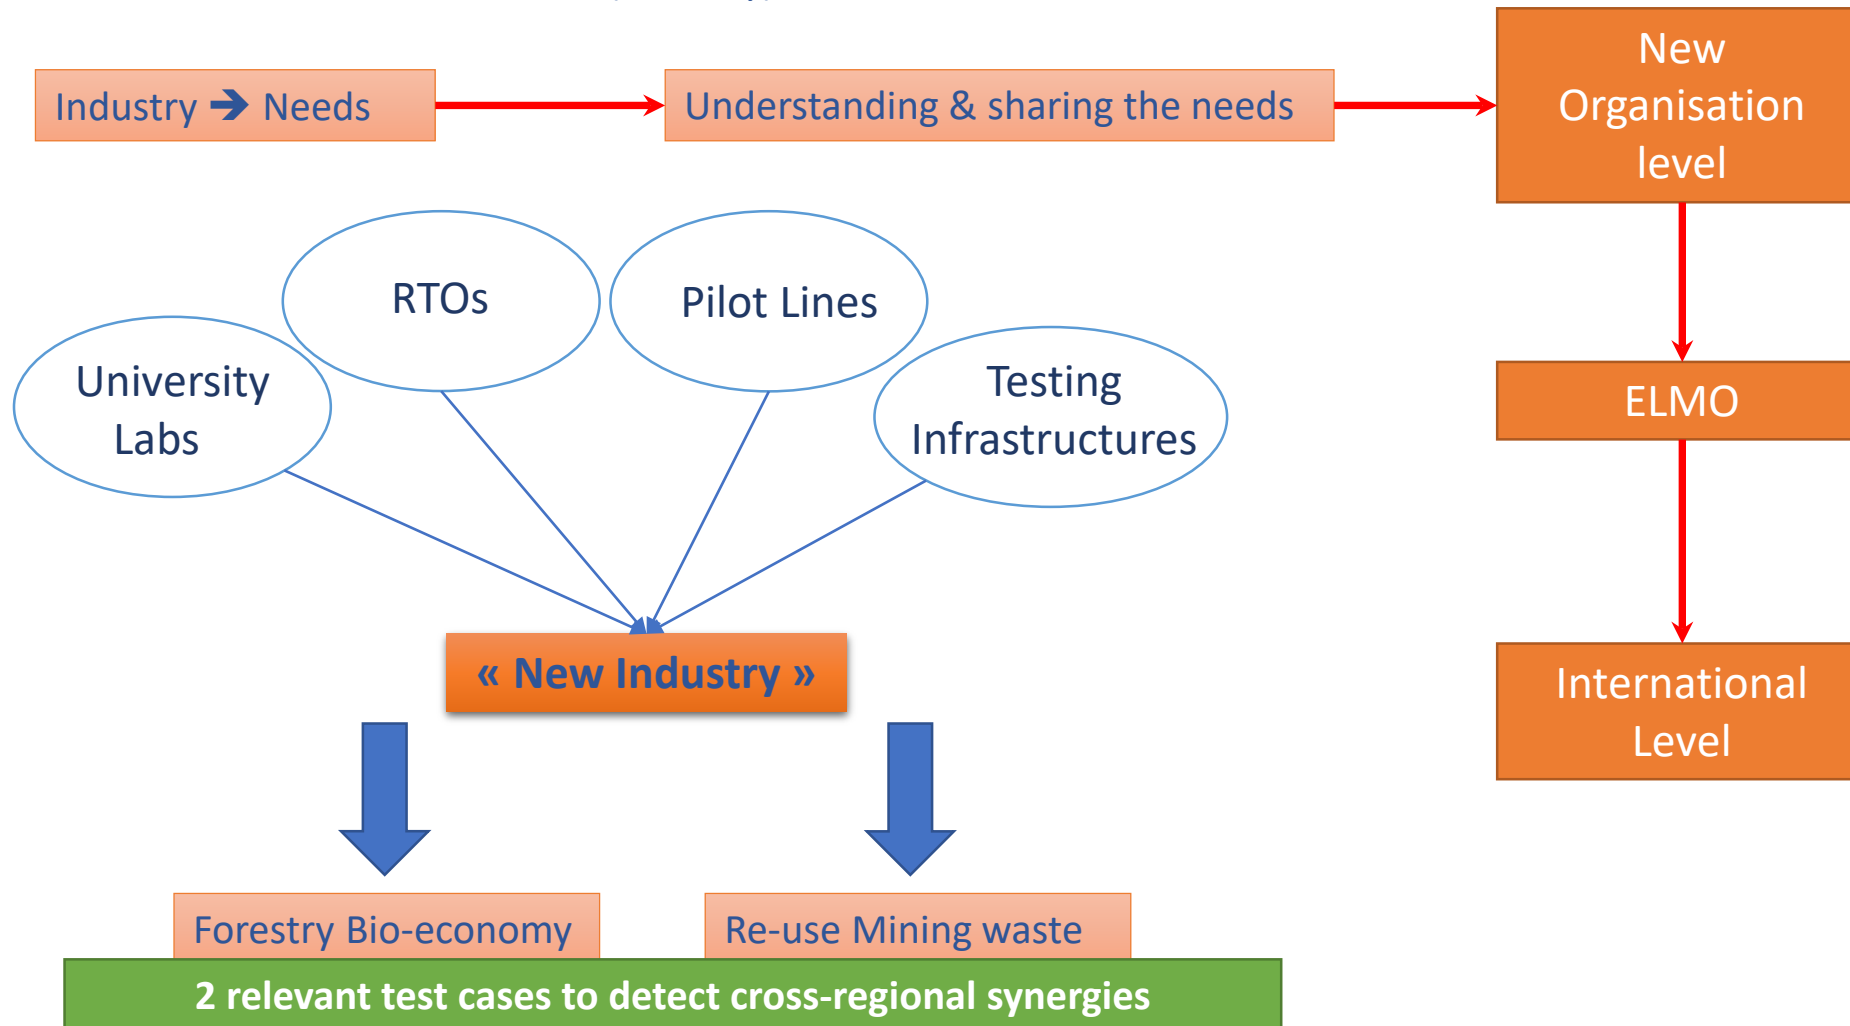 Industry ➔ Needs
Understanding & sharing the needs
New
Organisation
level
RTOs
Pilot Lines
University
Labs
Testing
Infrastructures
ELMO
« New Industry »
International
Level
Forestry Bio-economy
Re-use Mining waste
2 relevant test cases to detect cross-regional synergies